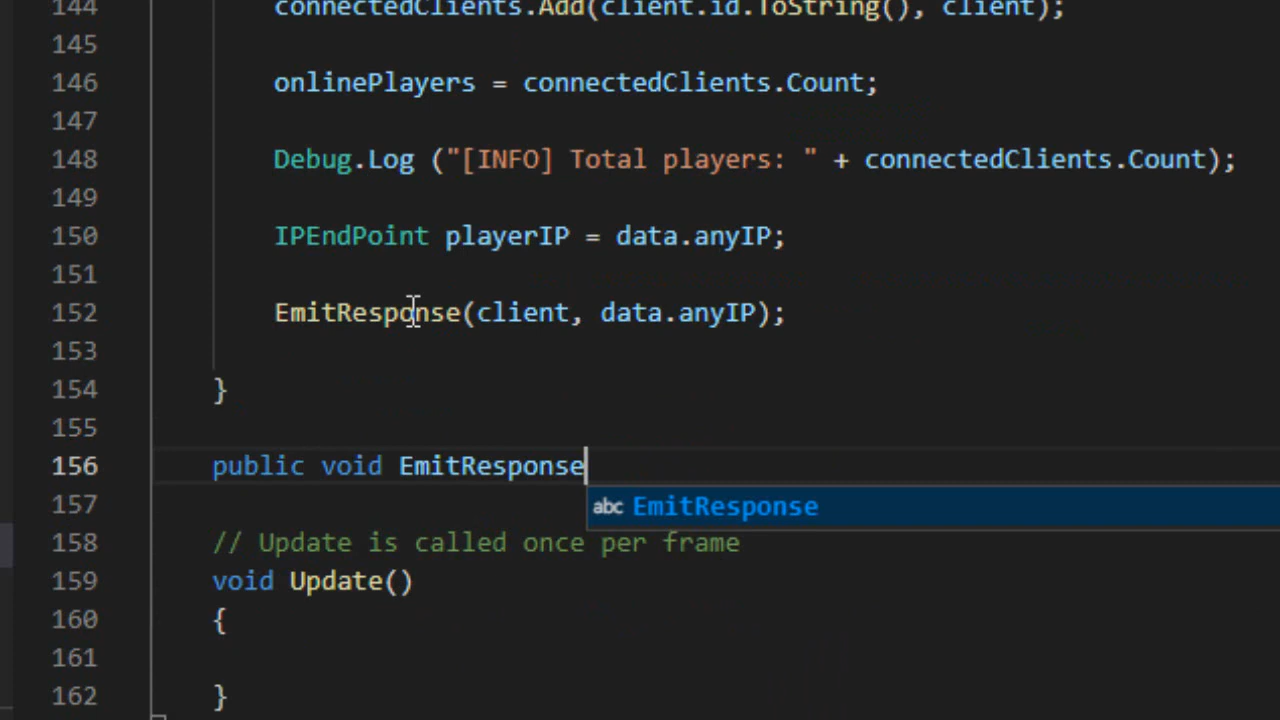 144 connectedClients.Add(client.id.ToString(), client);
145
146 onlinePlayers = connectedClients.Count;
147
148 Debug.Log ("[INFO] Total players: " + connectedClients.Count);
149
150 IPEndPoint playerIP = data.anyIP;
151
152 EmitResponse(client, data.anyIP);
153
154 }
155
156 public void EmitResponse
157 abc EmitResponse
158 // Update is called once per frame
159 void Update()
160 {
161
162 }